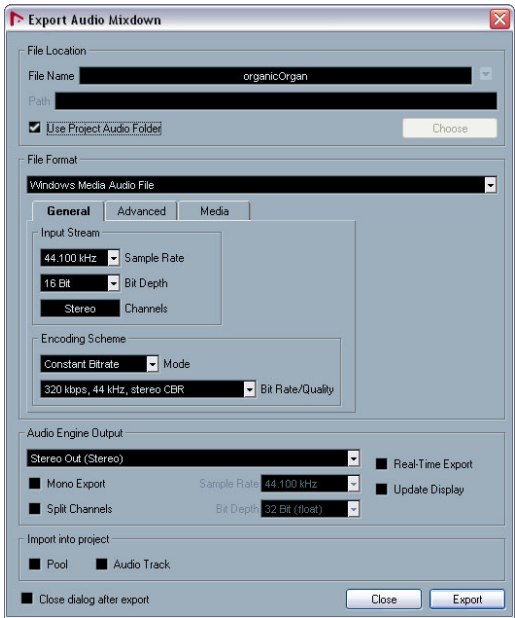 Export Audio Mixdown
File Location
File Name organicOrgan
Path
Use Project Audio Folder Choose
File Format
Windows Media Audio File
General Advanced Media
Input Stream
44.100 kHz Sample Rate
16 Bit Bit Depth
Stereo Channels
Encoding Scheme
Constant Bitrate Mode
320 kbps, 44 kHz, stereo CBR Bit Rate/Quality
Audio Engine Output
Stereo Out (Stereo) Real-Time Export
Mono Export Sample Rate 44.100 kHz Update Display
Split Channels Bit Depth 32 Bit (float)
Import into project
Pool Audio Track
Close dialog after export Close Export